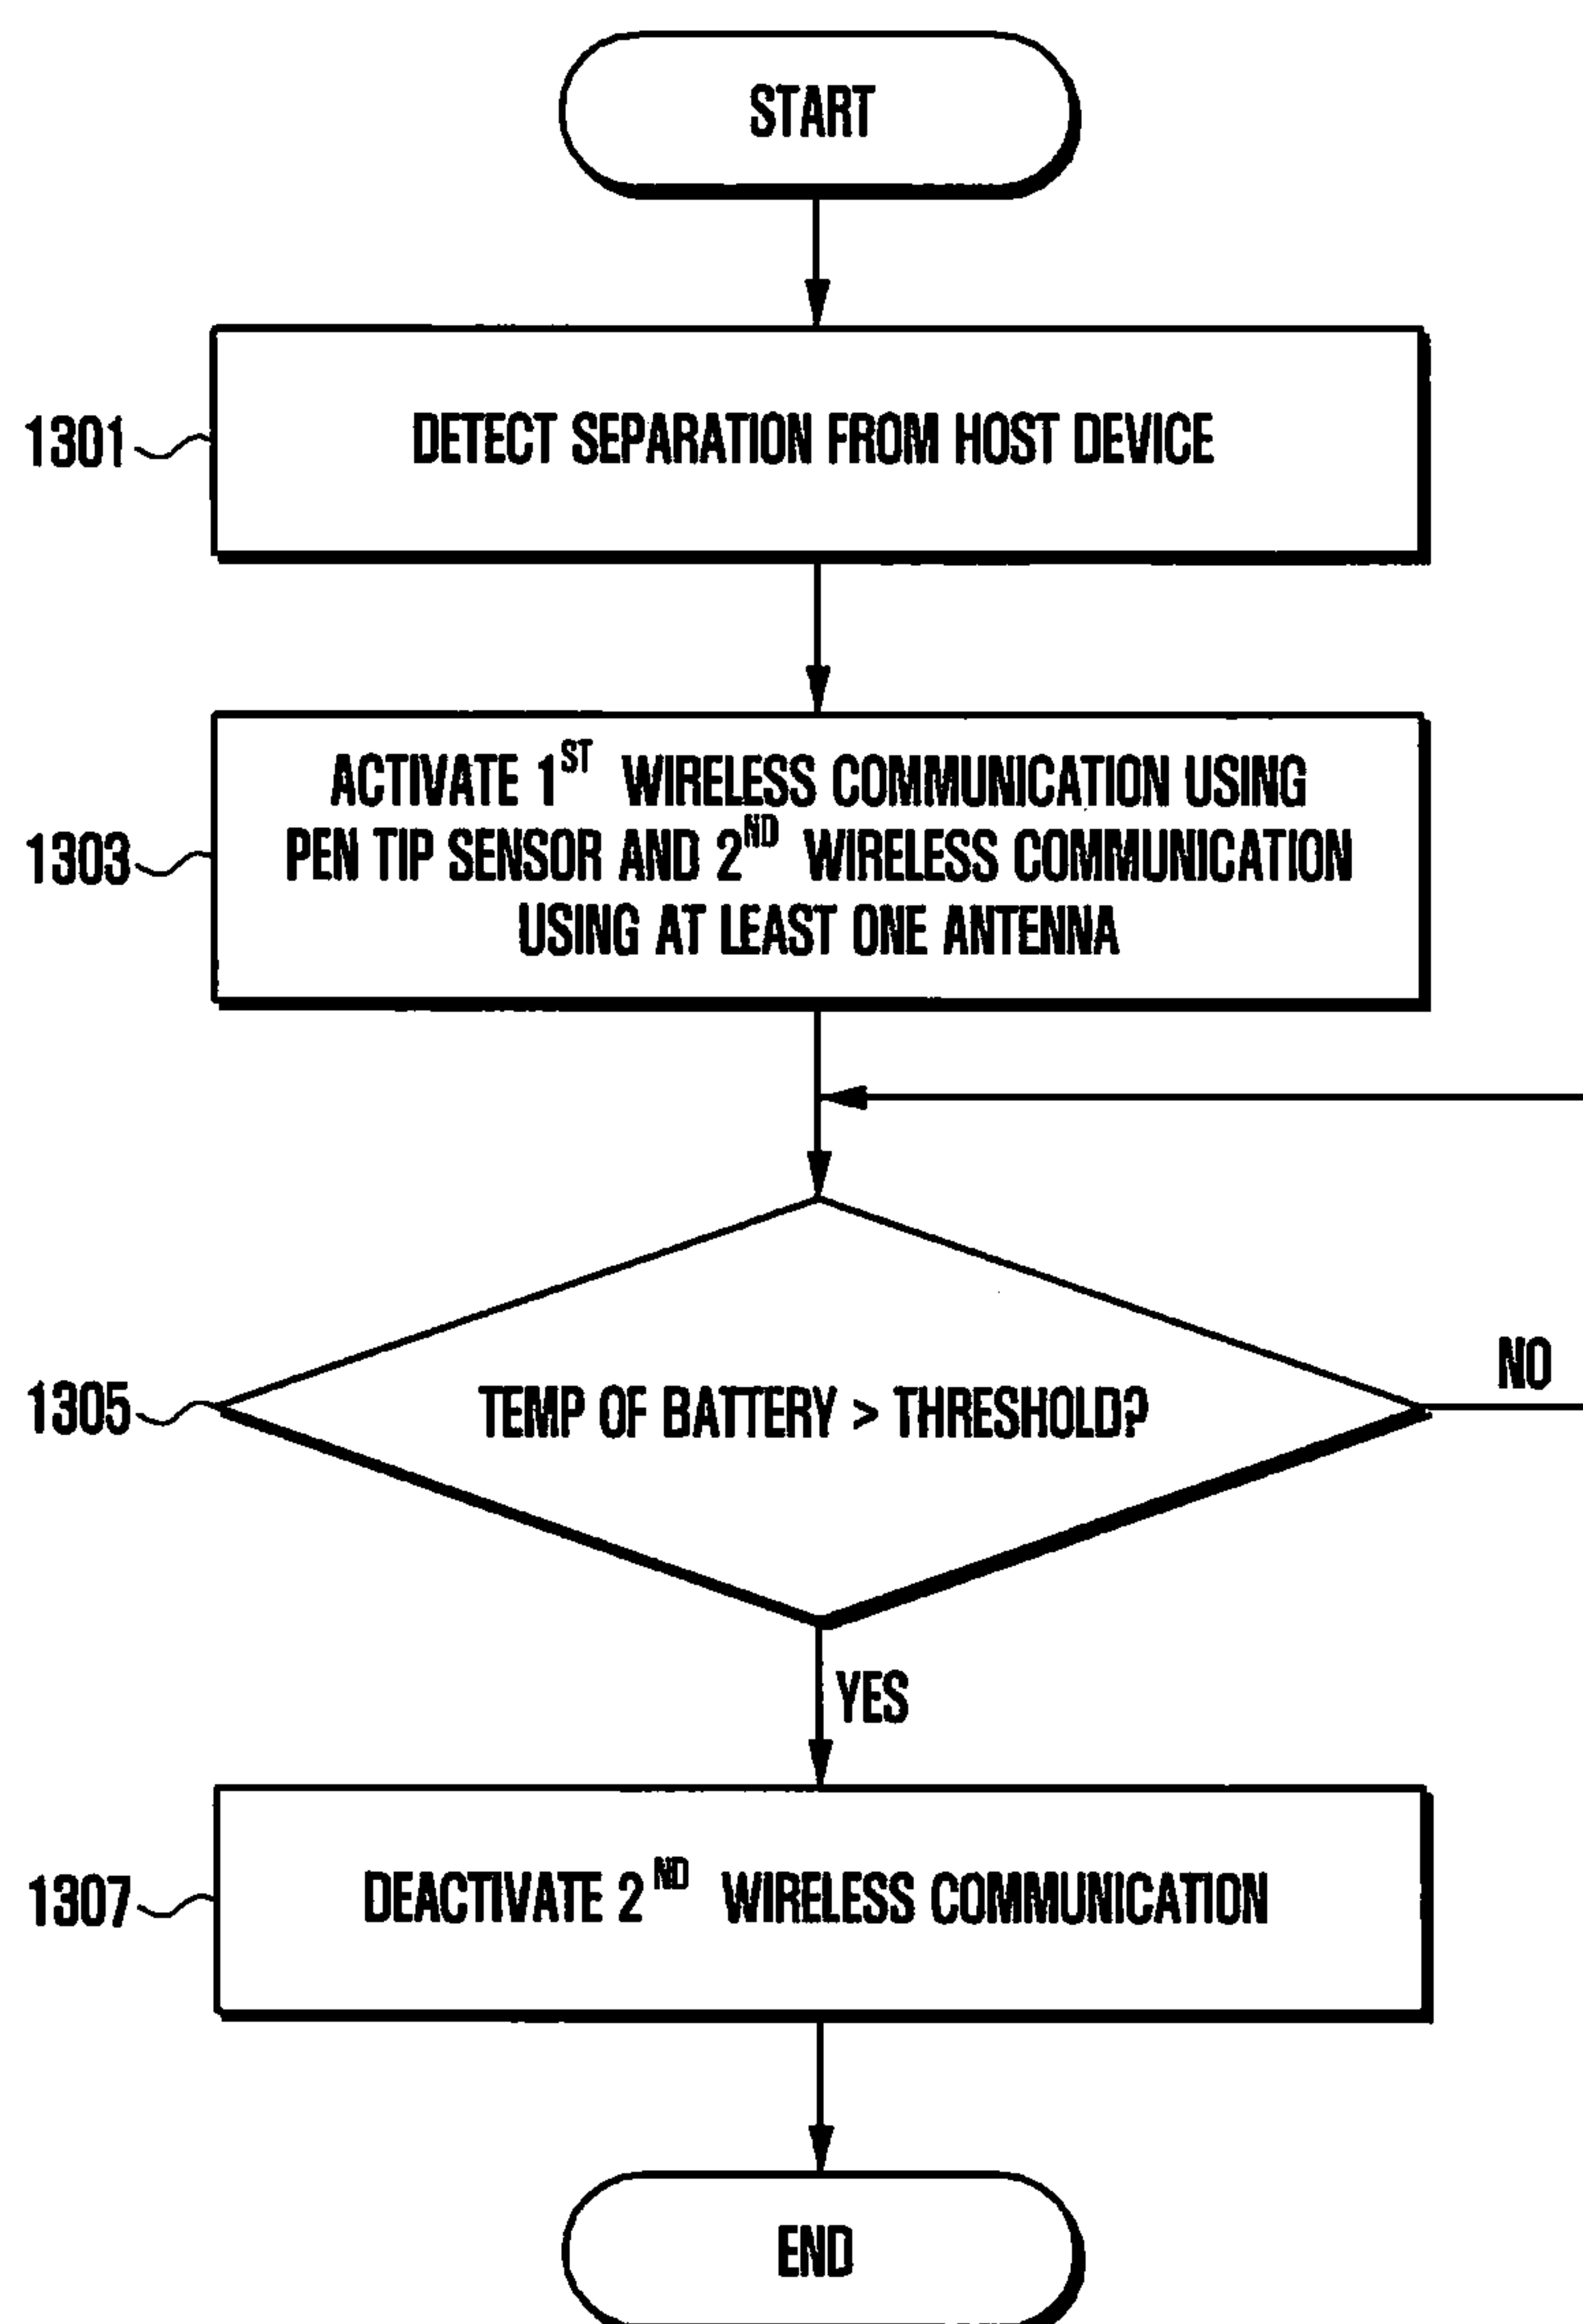 START
1301
DETECT SEPARATION FROM HOST DEVICE
ACTIVATE 1ST WIRELESS COMMUNICATION USING
1303
PEN TIP SENSOR AND 2ND WIRELESS COMMUNICATION
USING AT LEAST ONE ANTENNA
NO
1305
TEMP OF BATTERY > THRESHOLD?
YES
1307
DEACTIVATE 2ND WIRELESS COMMUNICATION
END